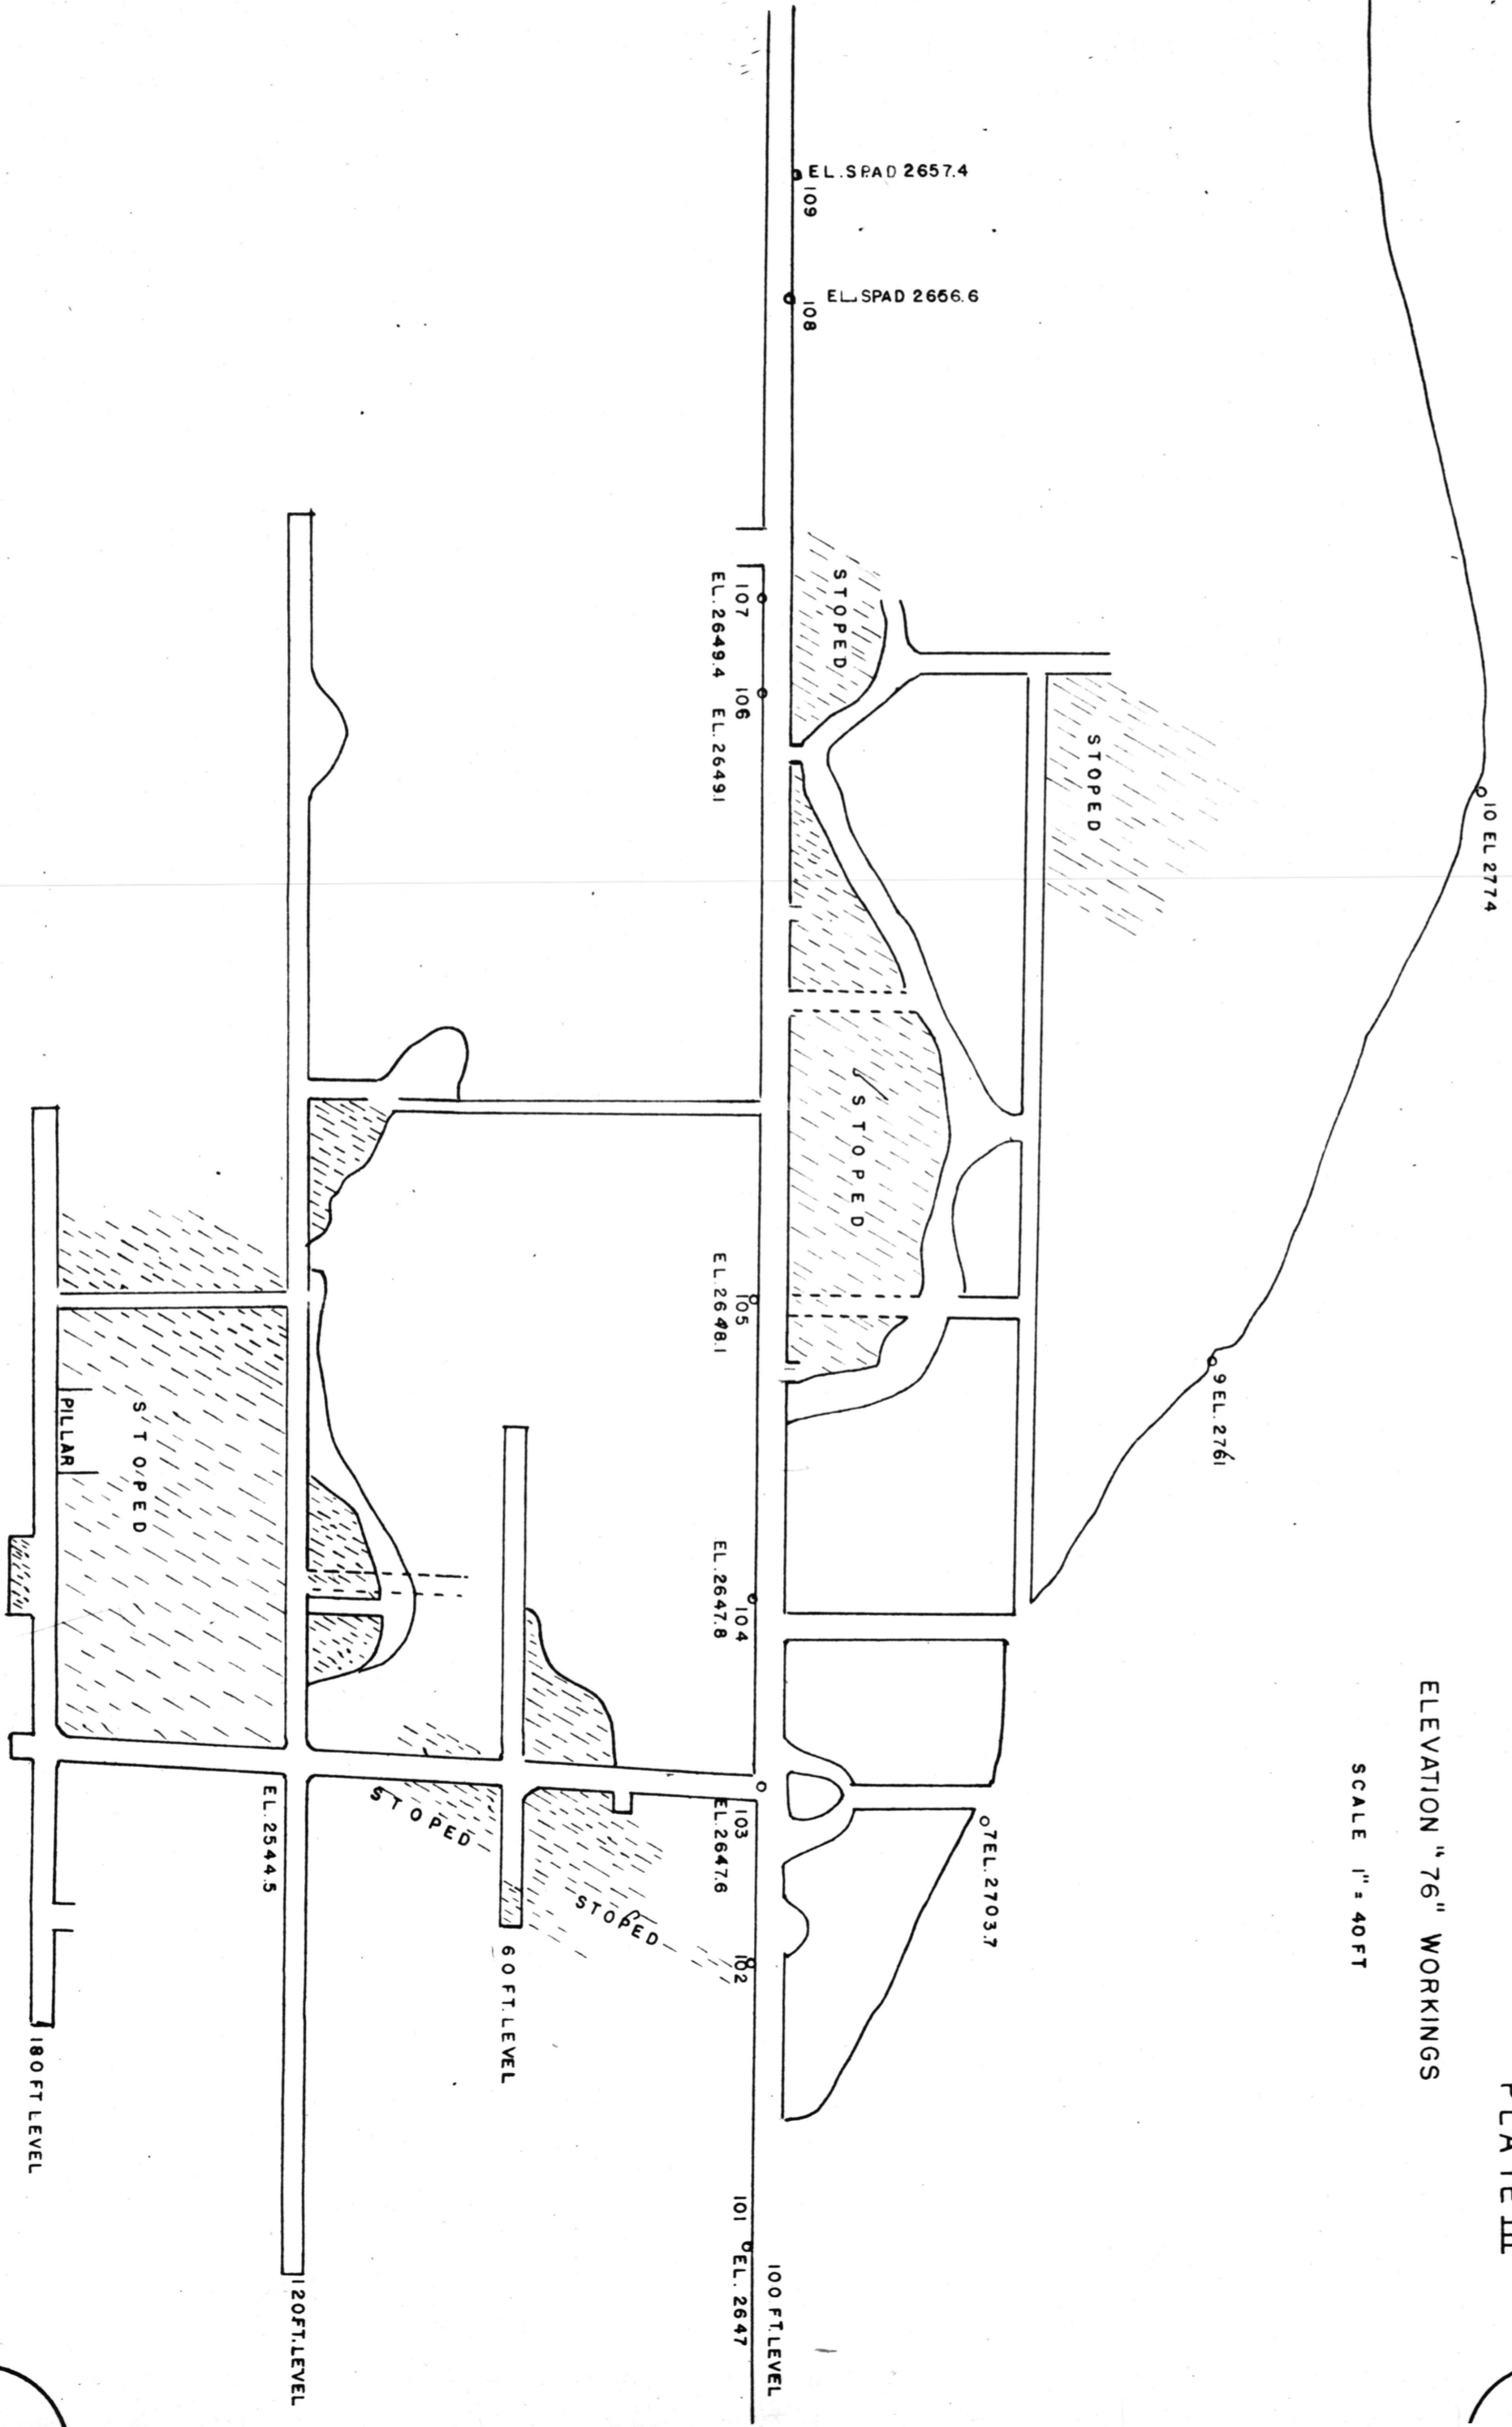 PLATE III
ELEVATION "76" WORKINGS
SCALE 1" = 40 FT
10 EL 2774
9 EL. 2761
7 EL. 2703.7
EL. SPAD 2657.4
109
EL. SPAD 2656.6
108
STOPED
STOPED
STOPED
107
EL. 2649.4
106
EL. 2649.1
105
EL. 2648.1
104
EL. 2647.8
103
EL. 2647.6
102
101
EL. 2647
100 FT. LEVEL
STOPED
STOPED
60 FT. LEVEL
EL. 2544.5
120 FT. LEVEL
STOPED
PILLAR
180 FT LEVEL